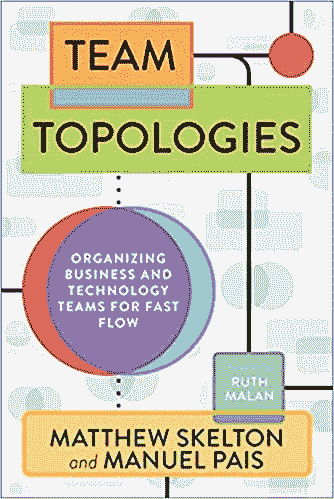 TEAM
TOPOLOGIES
ORGANIZING
BUSINESS AND
TECHNOLOGY
TEAMS FOR FAST
FLOW
RUTH
MALAN
MATTHEW SKELTON
and MANUEL PAIS